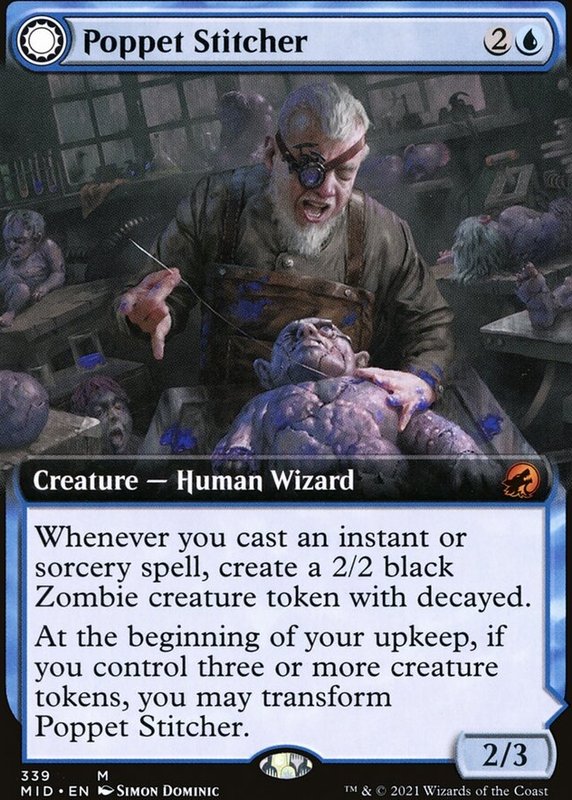 Poppet Stitcher 2
Creature — Human Wizard
Whenever you cast an instant or
sorcery spell, create a 2/2 black
Zombie creature token with decayed.
At the beginning of your upkeep, if
you control three or more creature
tokens, you may transform
Poppet Stitcher.
2/3
339 M
MID • EN SIMON DOMINIC
™ & © 2021 Wizards of the Coast